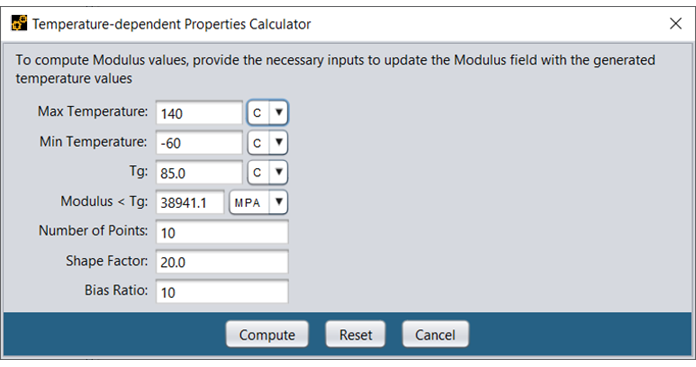 Temperature-dependent Properties Calculator
To compute Modulus values, provide the necessary inputs to update the Modulus field with the generated
temperature values
Max Temperature: 140 C
Min Temperature: -60 C
Tg: 85.0 C
Modulus < Tg: 38941.1 MPA
Number of Points: 10
Shape Factor: 20.0
Bias Ratio: 10
Compute Reset Cancel